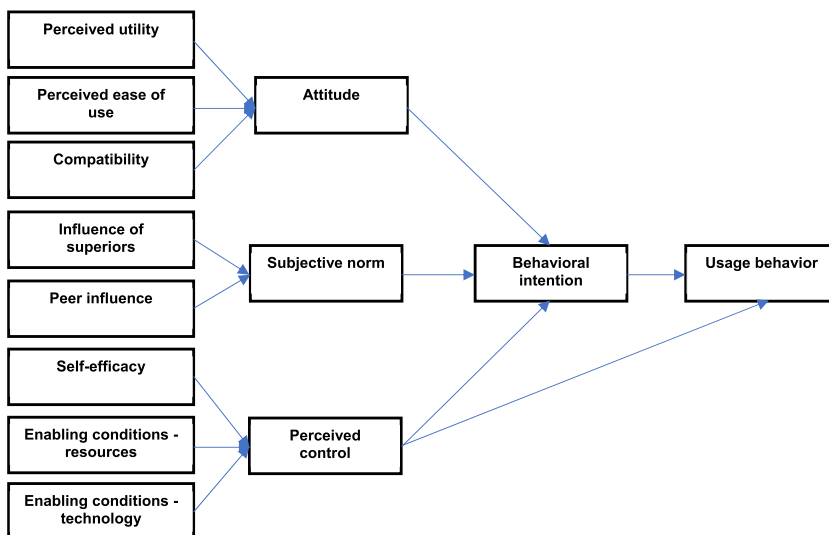 Perceived utility
Perceived ease of
use
Attitude
Compatibility
Influence of
superiors
Subjective norm
Behavioral
intention
Usage behavior
Peer influence
Self-efficacy
Enabling conditions -
resources
Perceived
control
Enabling conditions -
technology